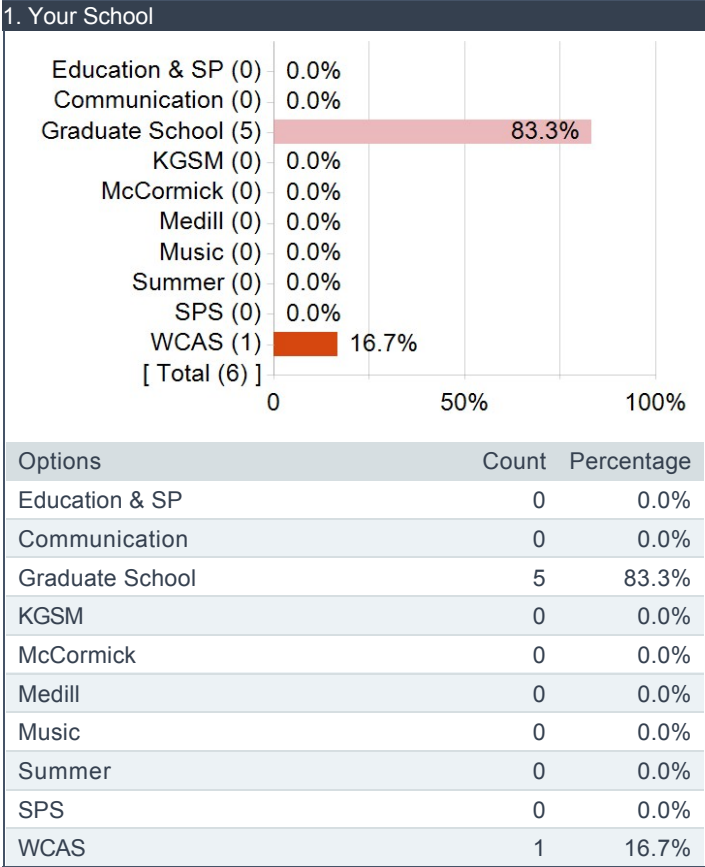 1. Your School
Education & SP (0) 0.0%
Communication (0) 0.0%
Graduate School (5) 83.3%
KGSM (0) 0.0%
McCormick (0) 0.0%
Medill (0) 0.0%
Music (0) 0.0%
Summer (0) 0.0%
SPS (0) 0.0%
WCAS (1) 16.7%
[ Total (6) ]
0 50% 100%
Options Count Percentage
Education & SP 0 0.0%
Communication 0 0.0%
Graduate School 5 83.3%
KGSM 0 0.0%
McCormick 0 0.0%
Medill 0 0.0%
Music 0 0.0%
Summer 0 0.0%
SPS 0 0.0%
WCAS 1 16.7%